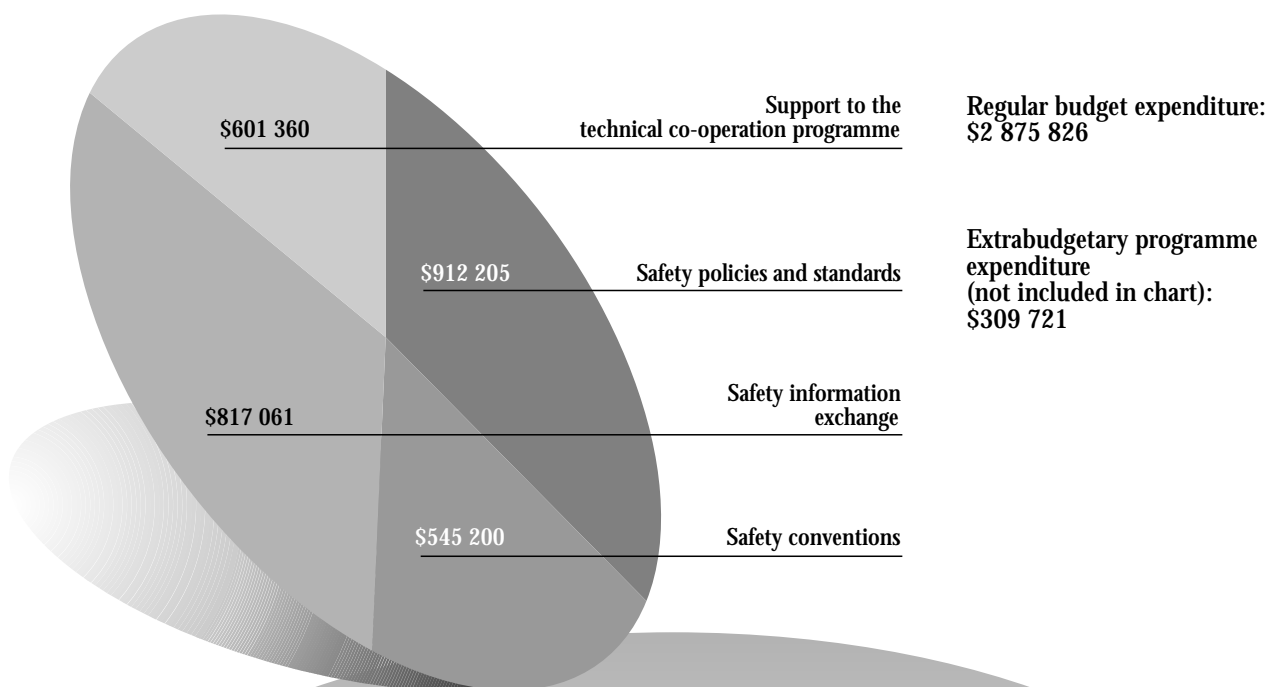 Support to the
$601 360 technical co-operation programme
Regular budget expenditure:
$2 875 826
$912 205 Safety policies and standards
Extrabudgetary programme
expenditure
(not included in chart):
$309 721
Safety information
$817 061 exchange
$545 200 Safety conventions